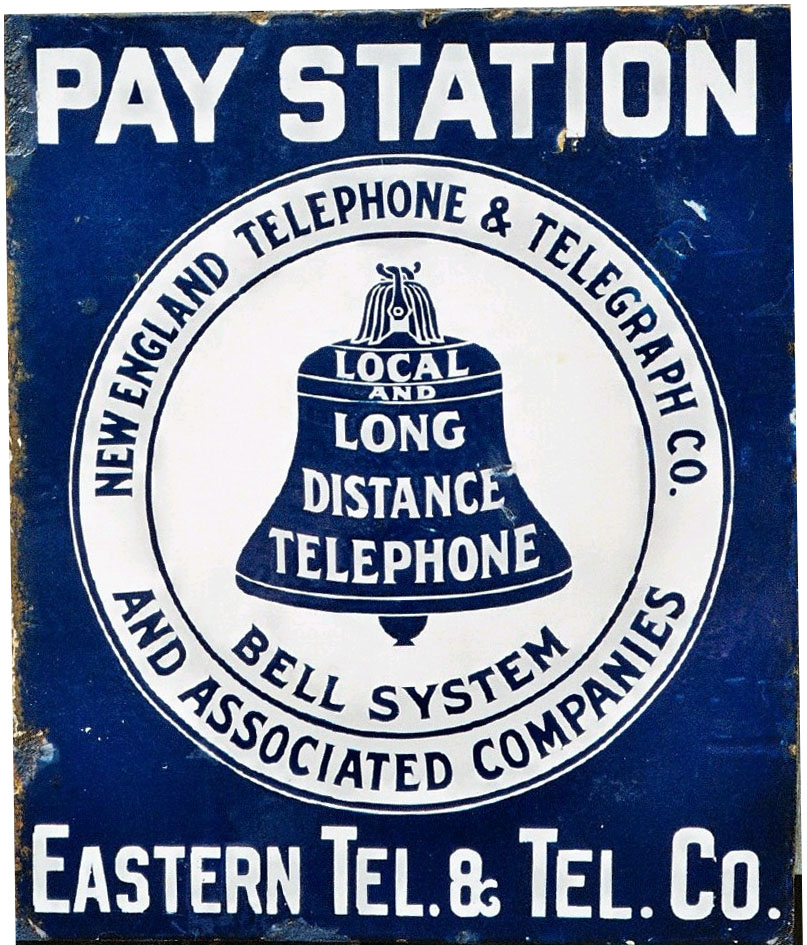 PAY STATION
NEW ENGLAND TELEPHONE & TELEGRAPH CO.
LOCAL
AND
LONG
DISTANCE
TELEPHONE
BELL SYSTEM
AND ASSOCIATED COMPANIES
EASTERN TEL. & TEL. CO.